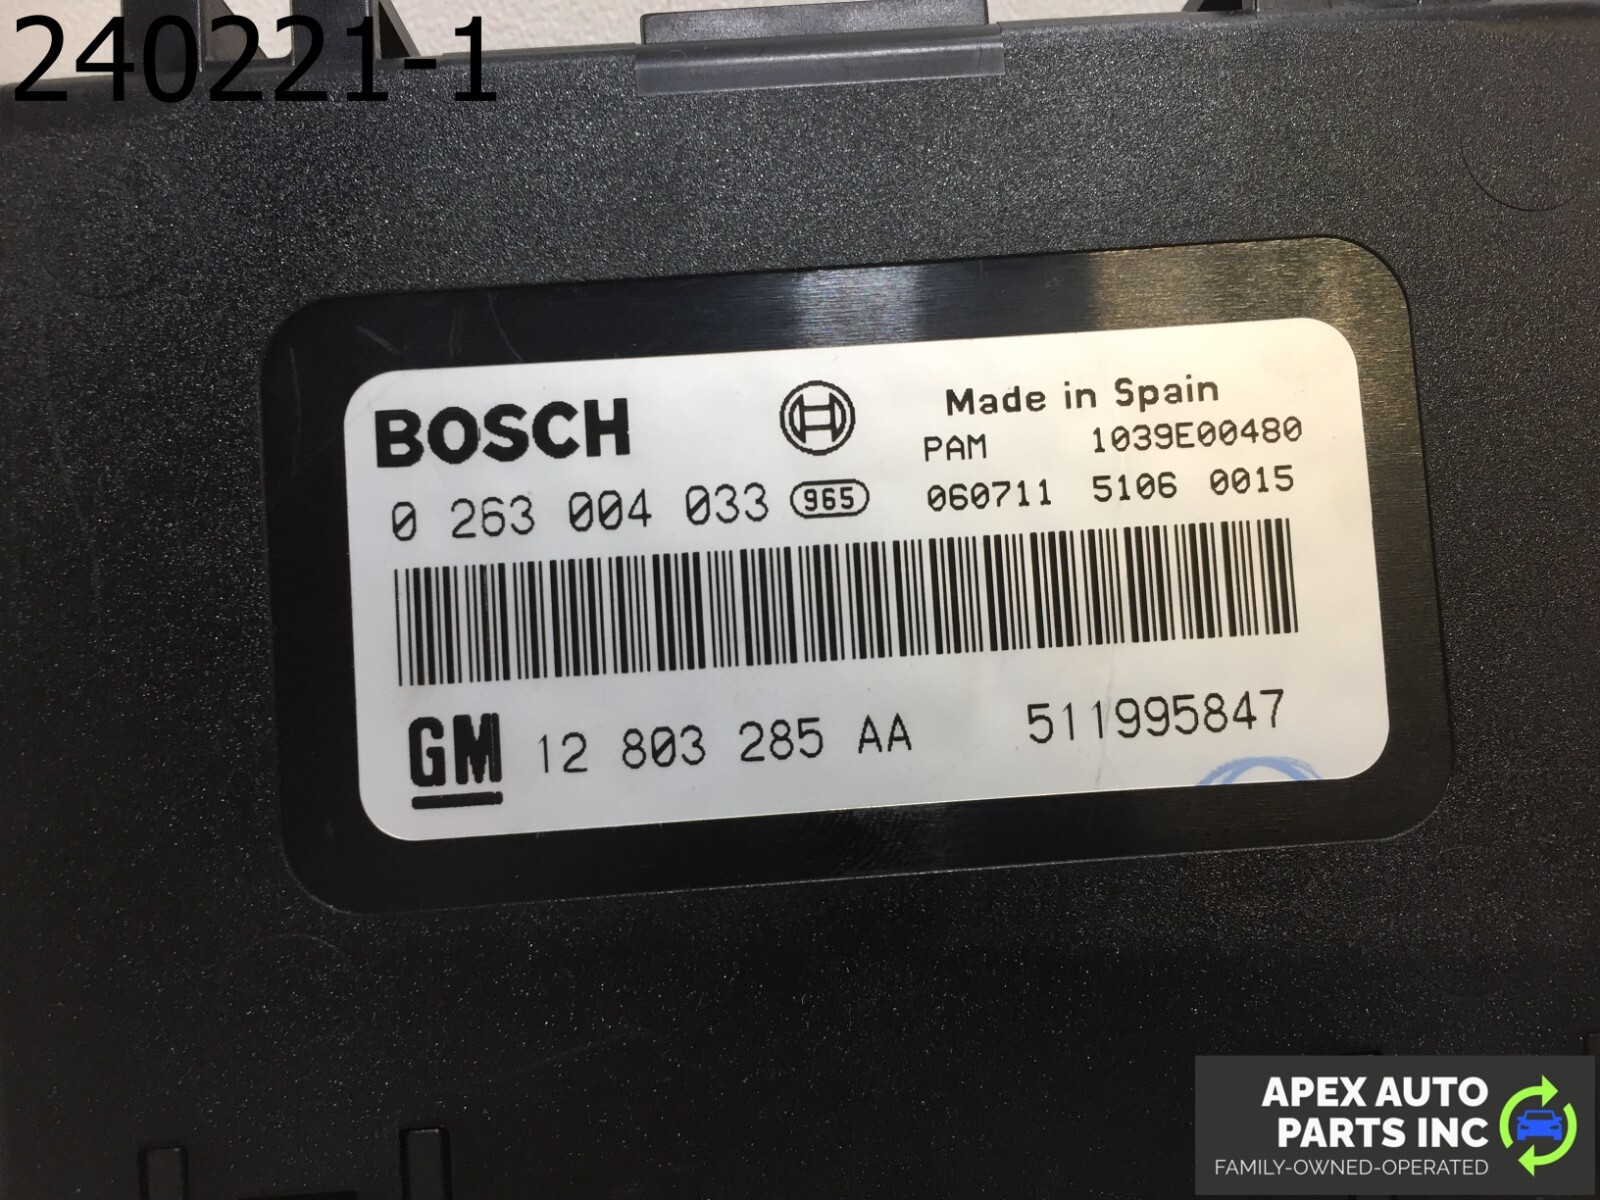 240221-1
BOSCH
Made in Spain
PAM 1039E00480
0 263 004 033 965 060711 5106 0015
GM 12 803 285 AA 511995847
APEX AUTO
PARTS INC
FAMILY-OWNED-OPERATED